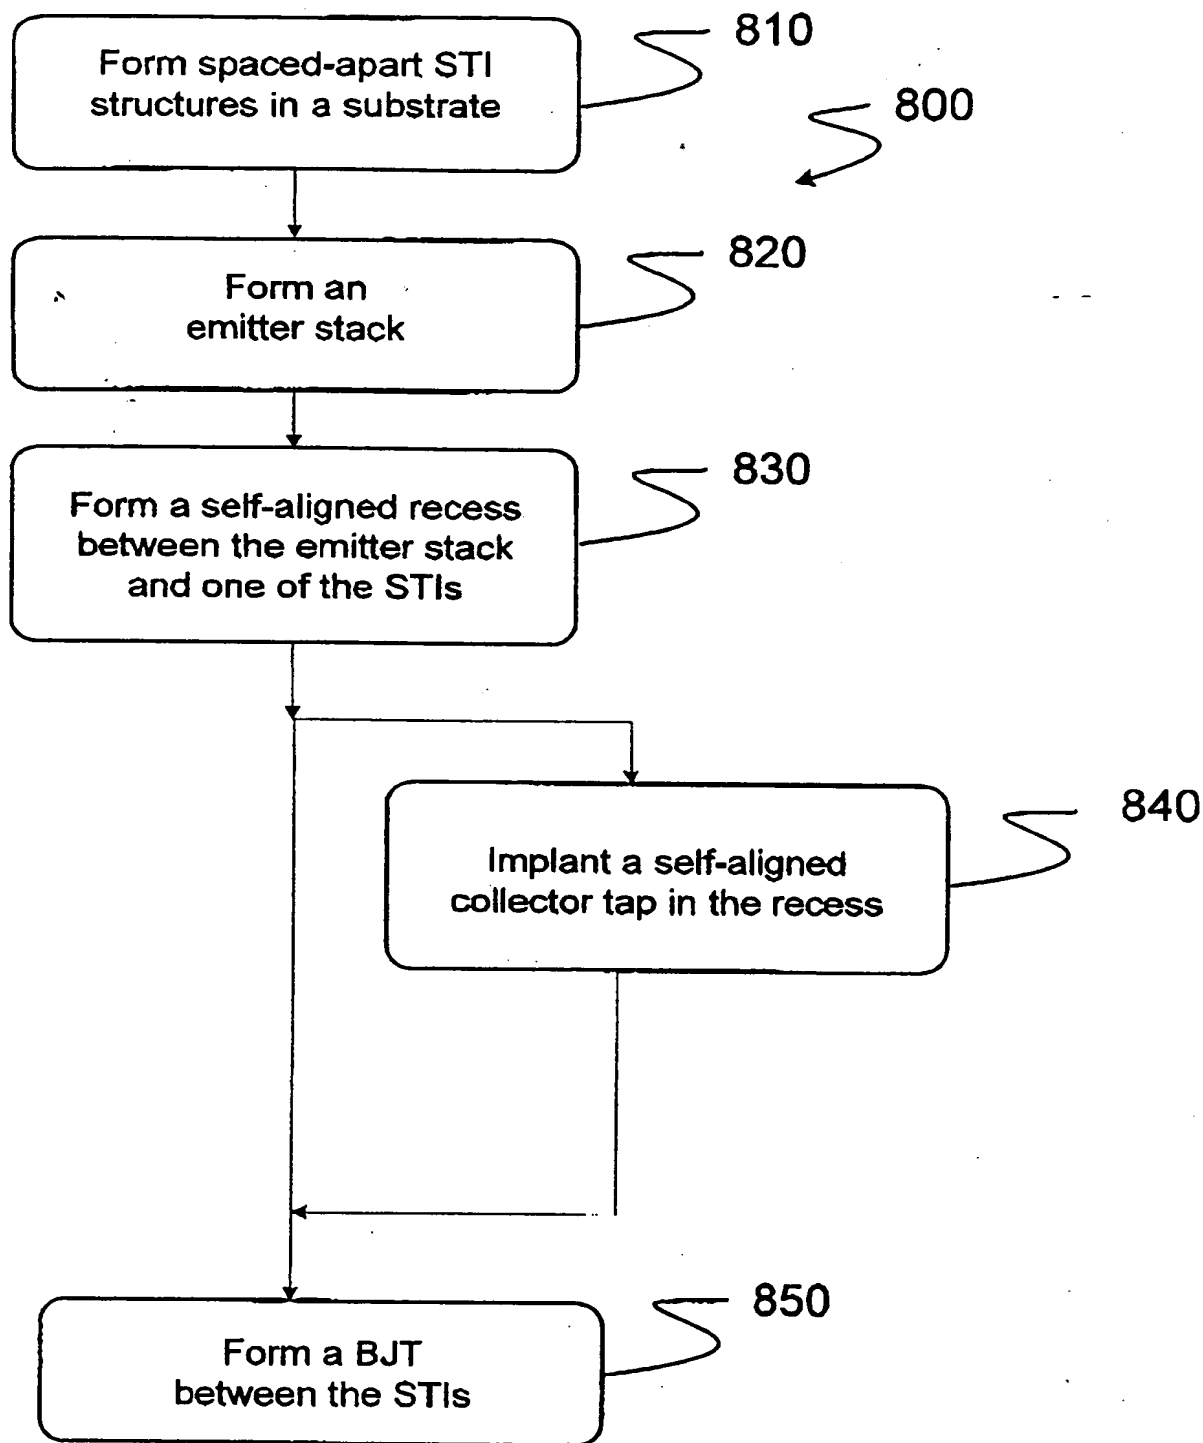 810
Form spaced-apart STI
structures in a substrate
800
820
Form an
emitter stack
830
Form a self-aligned recess
between the emitter stack
and one of the STIs
840
Implant a self-aligned
collector tap in the recess
850
Form a BJT
between the STIs